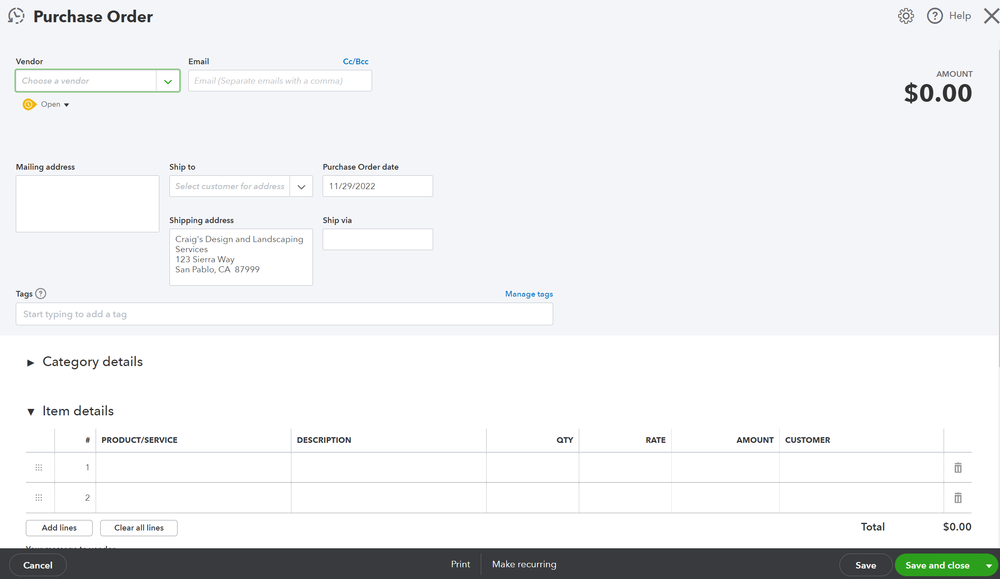 Purchase Order
Help
Vendor
Email
Cc/Bcc
Choose a vendor
Email (Separate emails with a comma)
AMOUNT
$0.00
Open
Mailing address
Ship to
Purchase Order date
Select customer for address
11/29/2022
Shipping address
Ship via
Craig's Design and Landscaping
Services
123 Sierra Way
San Pablo, CA 87999
Tags
Manage tags
Start typing to add a tag
Category details
Item details
# PRODUCT/SERVICE DESCRIPTION QTY RATE AMOUNT CUSTOMER
1
2
Add lines
Clear all lines
Total $0.00
Your message to vendor
Cancel
Print
Make recurring
Save
Save and close